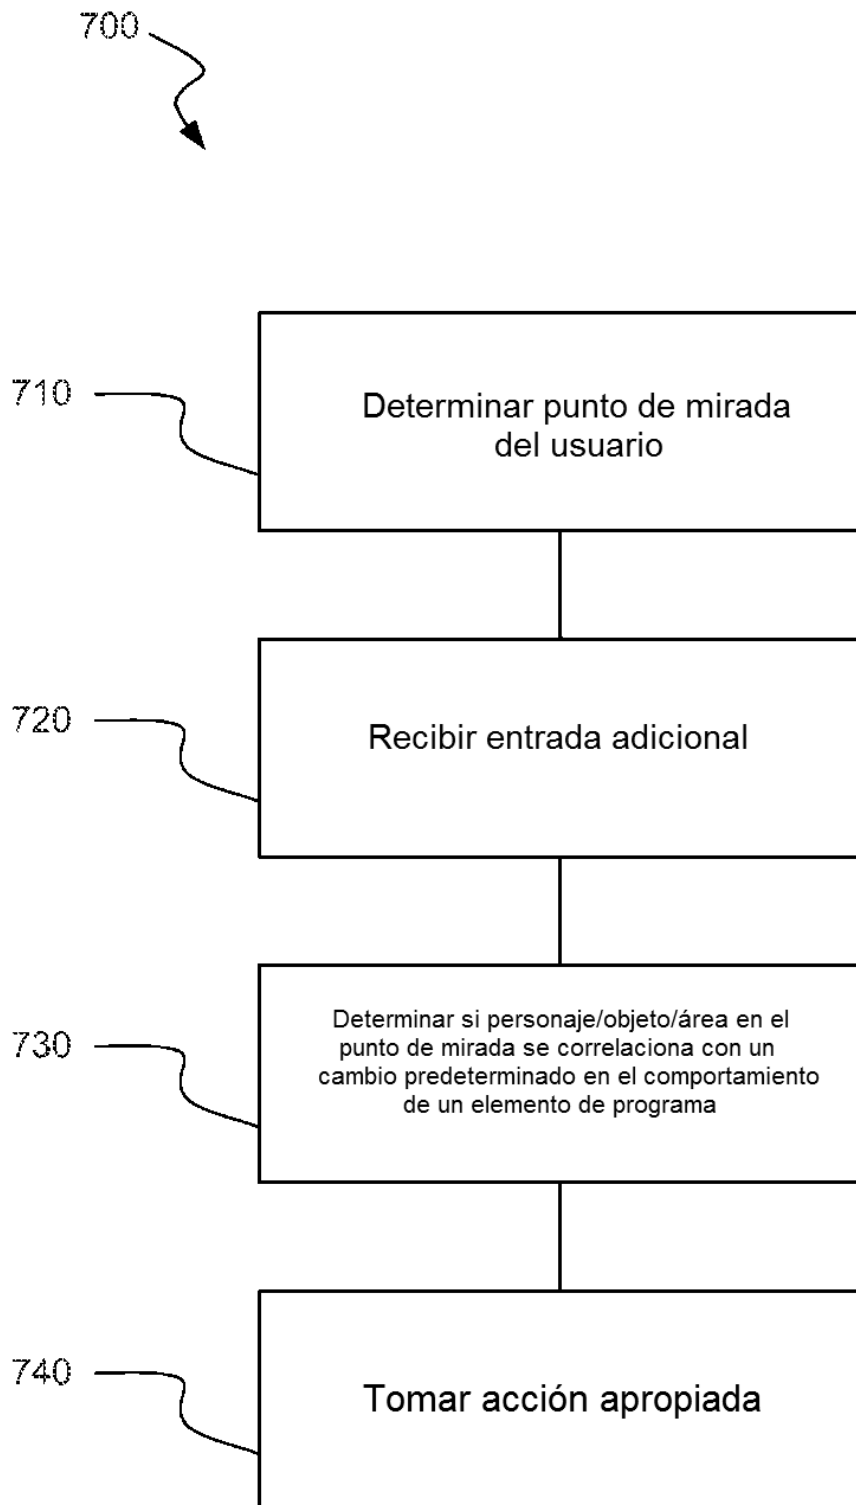 700
710
Determinar punto de mirada
del usuario
720
Recibir entrada adicional
730
Determinar si personaje/objeto/área en el
punto de mirada se correlaciona con un
cambio predeterminado en el comportamiento
de un elemento de programa
740
Tomar acción apropiada